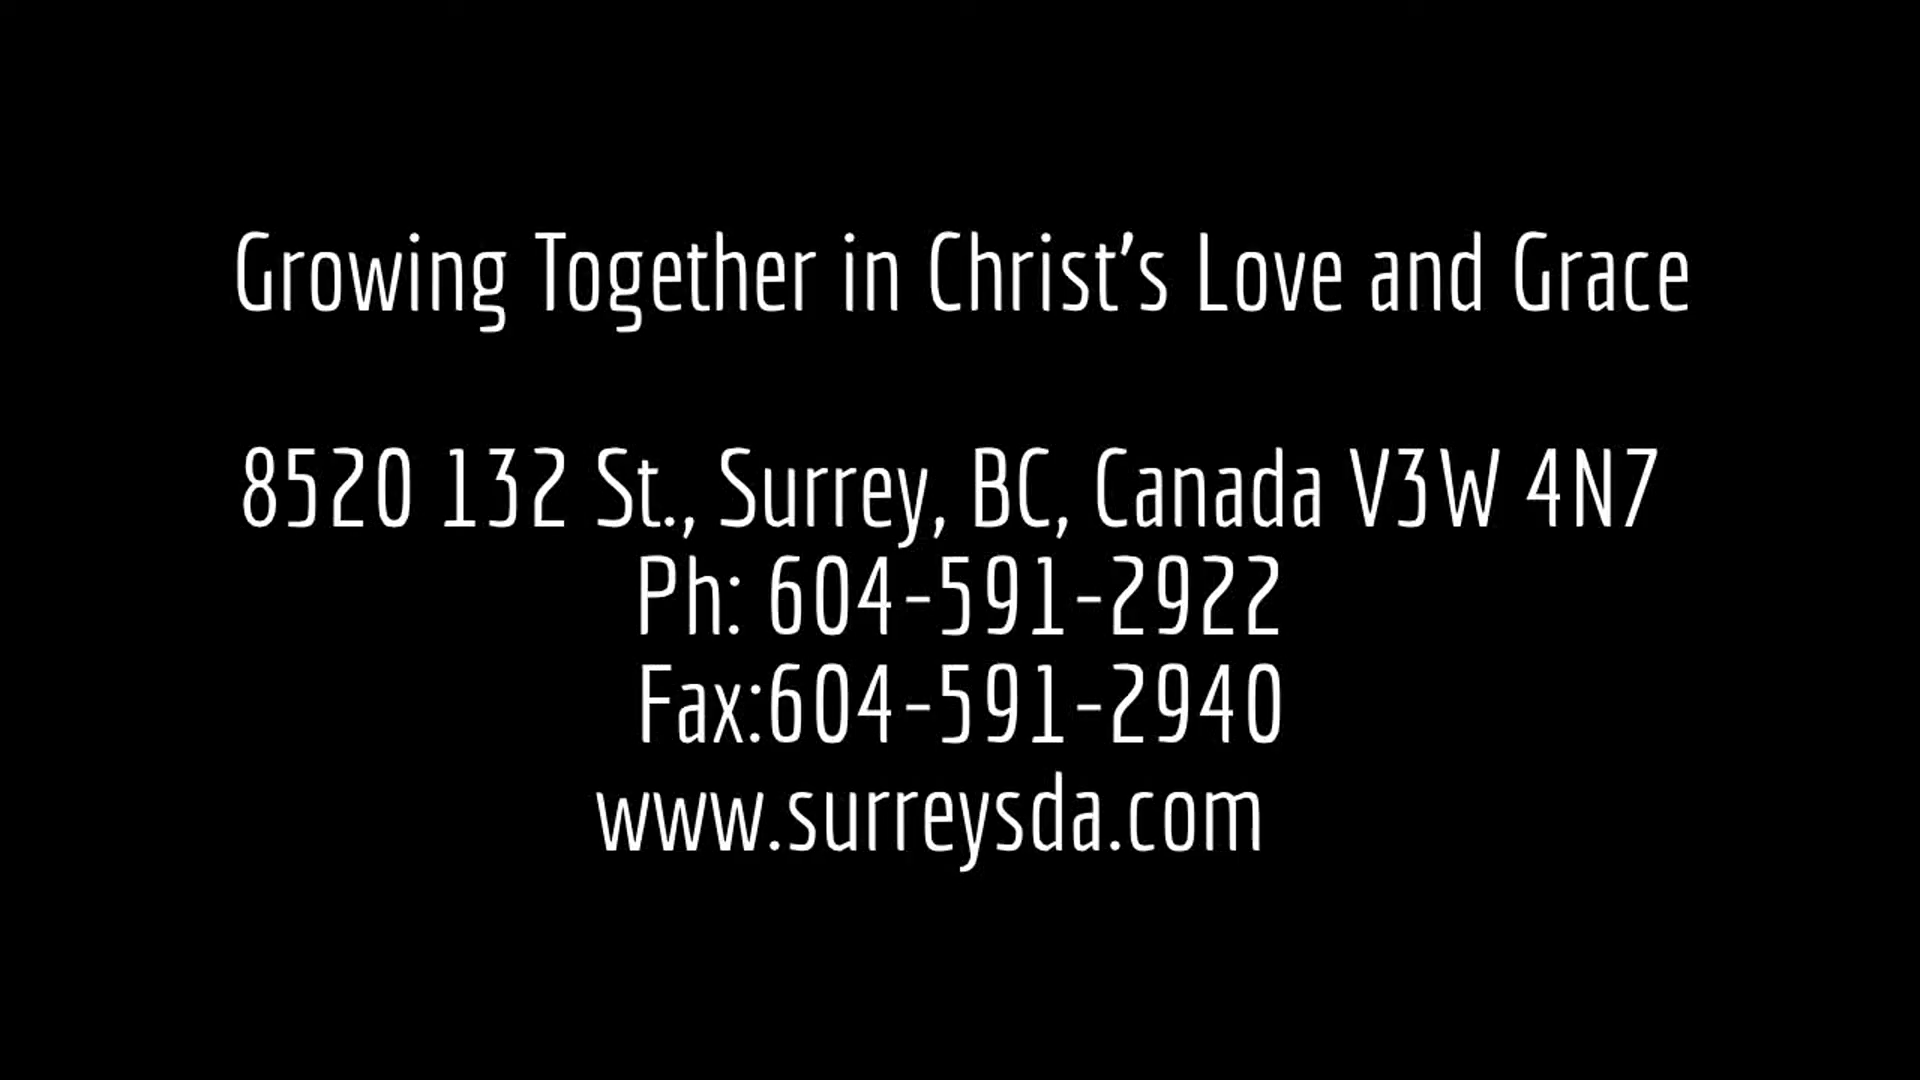 Growing Together in Christ's Love and Grace
8520 132 St., Surrey, BC, Canada V3W 4N7
Ph: 604-591-2922
Fax:604-591-2940
www.surreysda.com